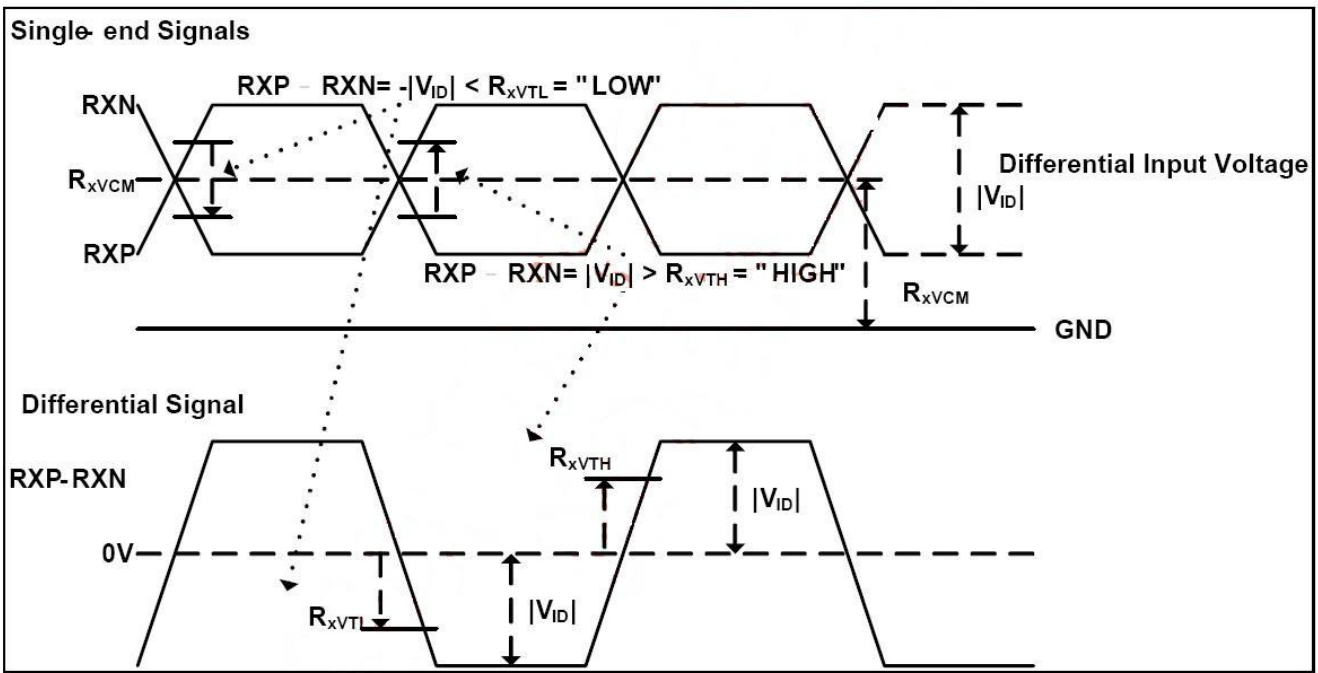 Single- end Signals
RXP - RXN= -|VID| < RxVTL = "LOW"
RXN
RxVCM
Differential Input Voltage
|VID|
RXP
RXP - RXN= |VID| > RxVTH = "HIGH"
RxVCM
GND
Differential Signal
RxVTH
RXP-RXN
|VID|
0V
RxVTL
|VID|